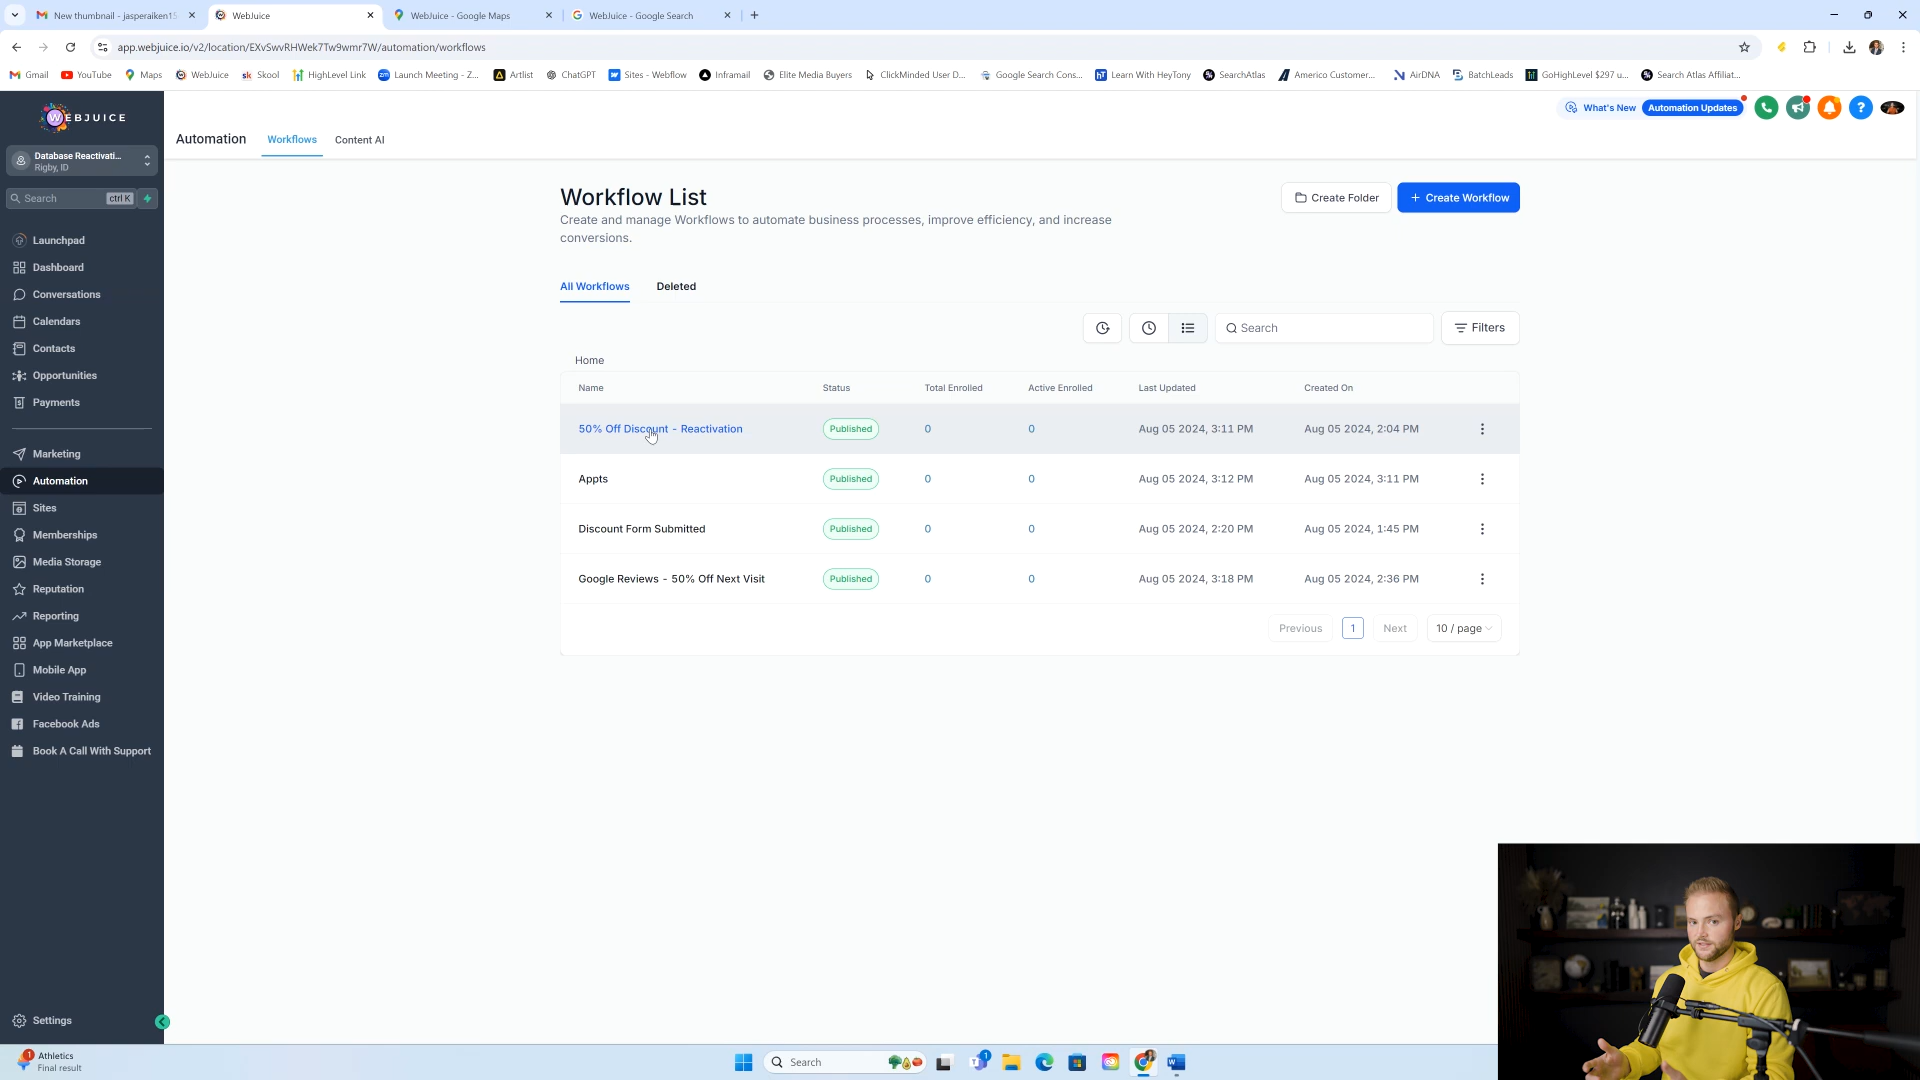 New thumbnail - jasperaiken15
WebJuice
WebJuice - Google Maps
WebJuice - Google Search
app.webjuice.io/v2/location/EXvSwvRHWek7Tw9wmr7W/automation/workflows
Gmail
YouTube
Maps
WebJuice
Skool
HighLevel Link
Launch Meeting - Z...
Artlist
ChatGPT
Sites - Webflow
Inframail
Elite Media Buyers
ClickMinded User D...
Google Search Cons...
Learn With HeyTony
SearchAtlas
Americo Customer...
AirDNA
BatchLeads
GoHighLevel $297 u...
Search Atlas Affiliat...
WEBJUICE
What's New
Automation Updates
Automation
Workflows
Content AI
Database Reactivati...
Rigby, ID
Search
ctrl K
Launchpad
Dashboard
Conversations
Calendars
Contacts
Opportunities
Payments
Marketing
Automation
Sites
Memberships
Media Storage
Reputation
Reporting
App Marketplace
Mobile App
Video Training
Facebook Ads
Book A Call With Support
Settings
Workflow List
Create and manage Workflows to automate business processes, improve efficiency, and increase
conversions.
Create Folder
+ Create Workflow
All Workflows
Deleted
Search
Filters
Home
Name Status Total Enrolled Active Enrolled Last Updated Created On
50% Off Discount - Reactivation Published 0 0 Aug 05 2024, 3:11 PM Aug 05 2024, 2:04 PM
Appts Published 0 0 Aug 05 2024, 3:12 PM Aug 05 2024, 3:11 PM
Discount Form Submitted Published 0 0 Aug 05 2024, 2:20 PM Aug 05 2024, 1:45 PM
Google Reviews - 50% Off Next Visit Published 0 0 Aug 05 2024, 3:18 PM Aug 05 2024, 2:36 PM
Previous 1 Next 10 / page
1
Athletics
Final result
Search
1